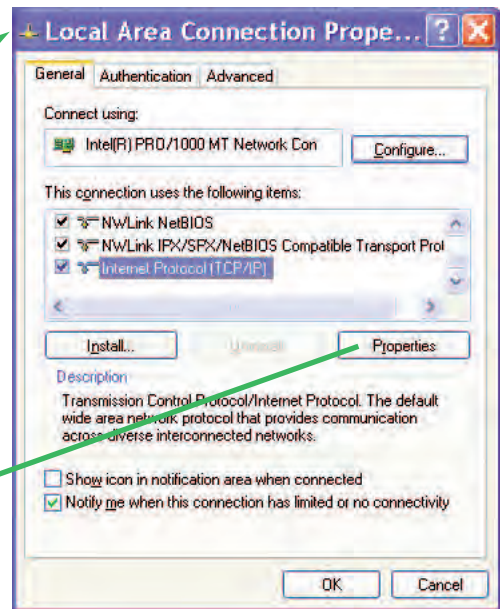 Local Area Connection Prope...
General Authentication Advanced
Connect using:
Intel(R) PRO/1000 MT Network Con
Configure...
This connection uses the following items:
NWLink NetBIOS
NWLink IPX/SPX/NetBIOS Compatible Transport Prot
Internet Protocol (TCP/IP)
Install... Uninstall Properties
Description
Transmission Control Protocol/Internet Protocol. The default
wide area network protocol that provides communication
across diverse interconnected networks.
Show icon in notification area when connected
Notify me when this connection has limited or no connectivity
OK Cancel